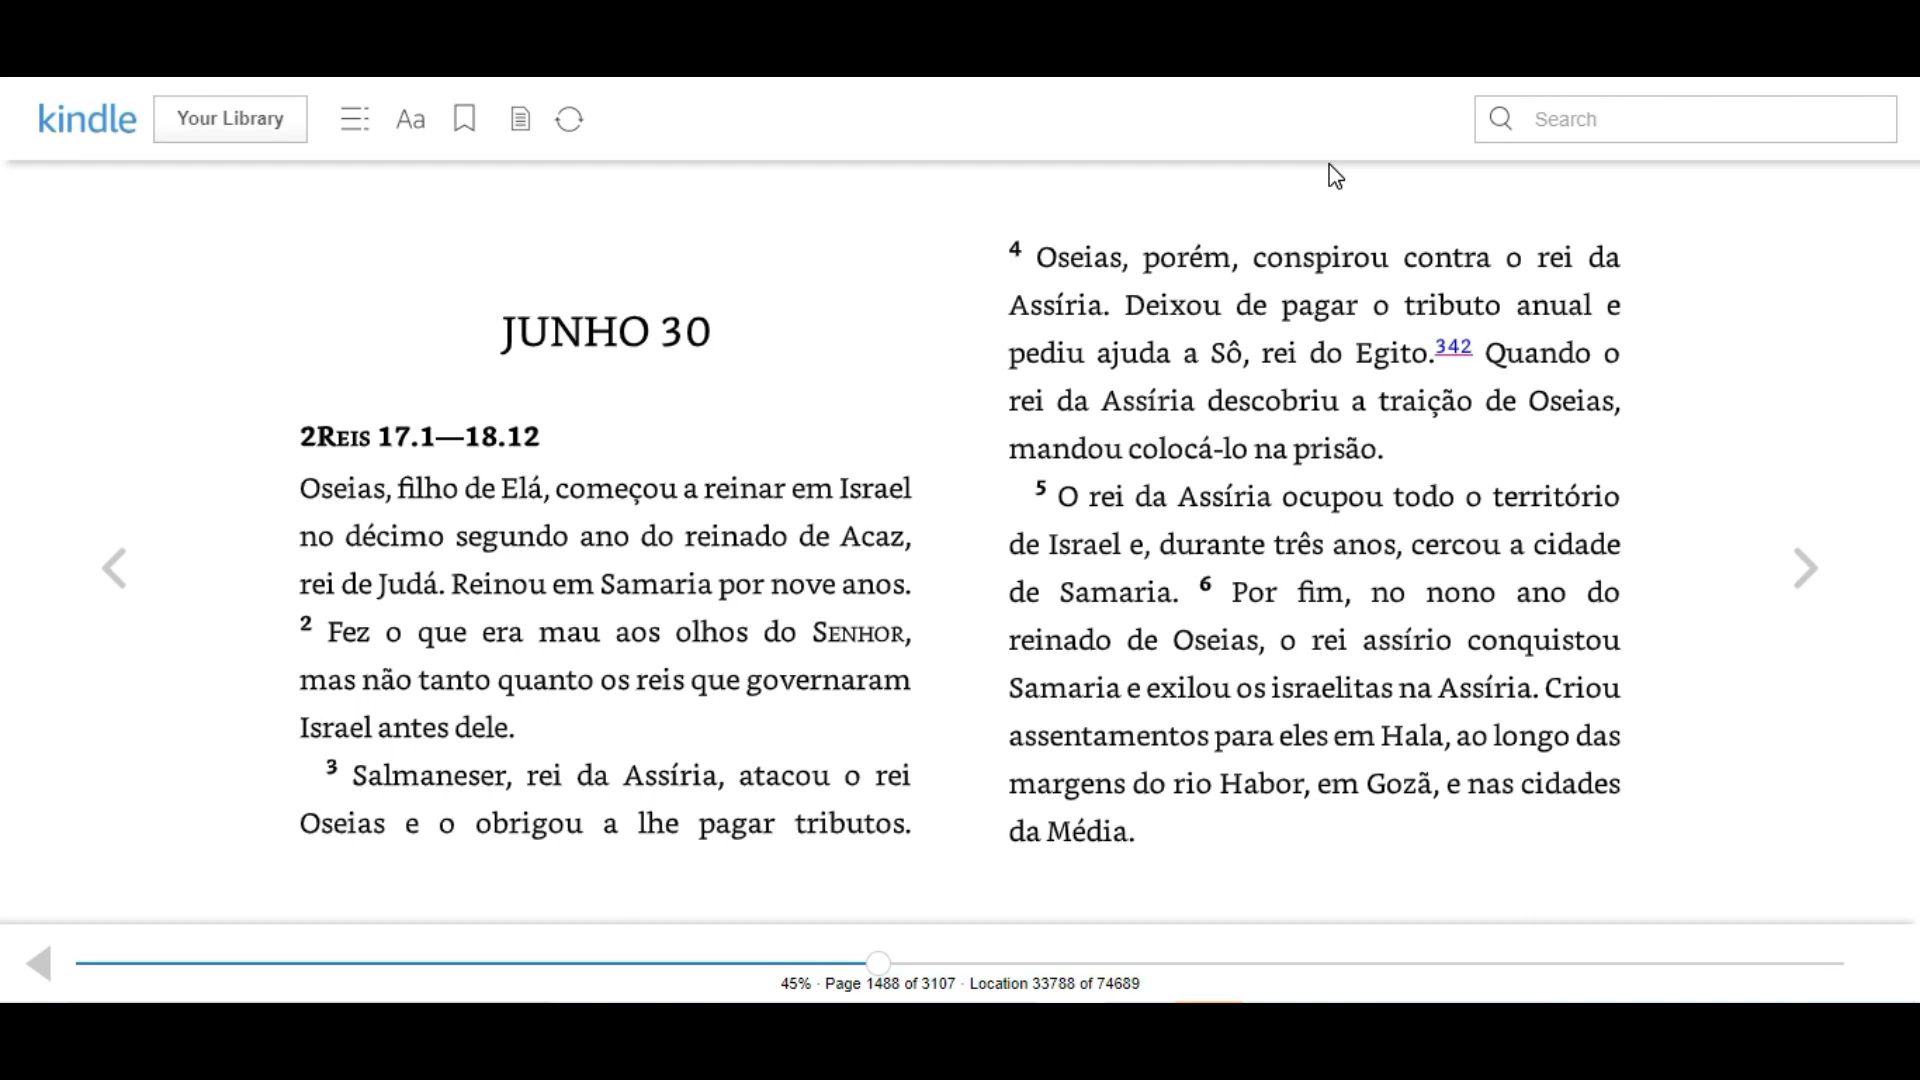 kindle
Your Library
Aa
Search
JUNHO 30
2REIS 17.1—18.12
Oseias, filho de Elá, começou a reinar em Israel
no décimo segundo ano do reinado de Acaz,
rei de Judá. Reinou em Samaria por nove anos.
2 Fez o que era mau aos olhos do SENHOR,
mas não tanto quanto os reis que governaram
Israel antes dele.
3 Salmaneser, rei da Assíria, atacou o rei
Oseias e o obrigou a lhe pagar tributos.
4 Oseias, porém, conspirou contra o rei da
Assíria. Deixou de pagar o tributo anual e
pediu ajuda a Sô, rei do Egito.342 Quando o
rei da Assíria descobriu a traição de Oseias,
mandou colocá-lo na prisão.
5 O rei da Assíria ocupou todo o território
de Israel e, durante três anos, cercou a cidade
de Samaria. 6 Por fim, no nono ano do
reinado de Oseias, o rei assírio conquistou
Samaria e exilou os israelitas na Assíria. Criou
assentamentos para eles em Hala, ao longo das
margens do rio Habor, em Gozã, e nas cidades
da Média.
45% · Page 1488 of 3107 · Location 33788 of 74689